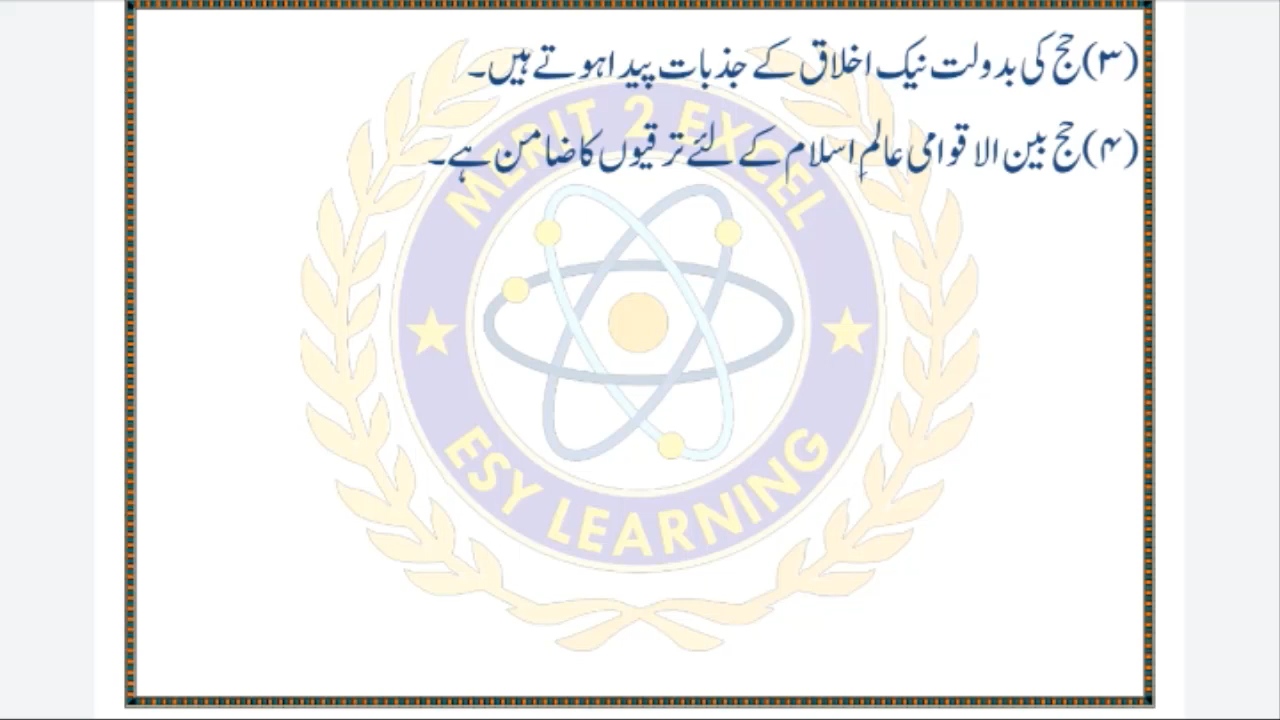 (۳) حج کی بدولت نیک اخلاق کے جذبات پیدا ہوتے ہیں۔
(۴) حج بین الاقوامی عالمِ اسلام کے لئے ترقیوں کا ضامن ہے۔
MERIT 2 EXCEL
ESY LEARNING